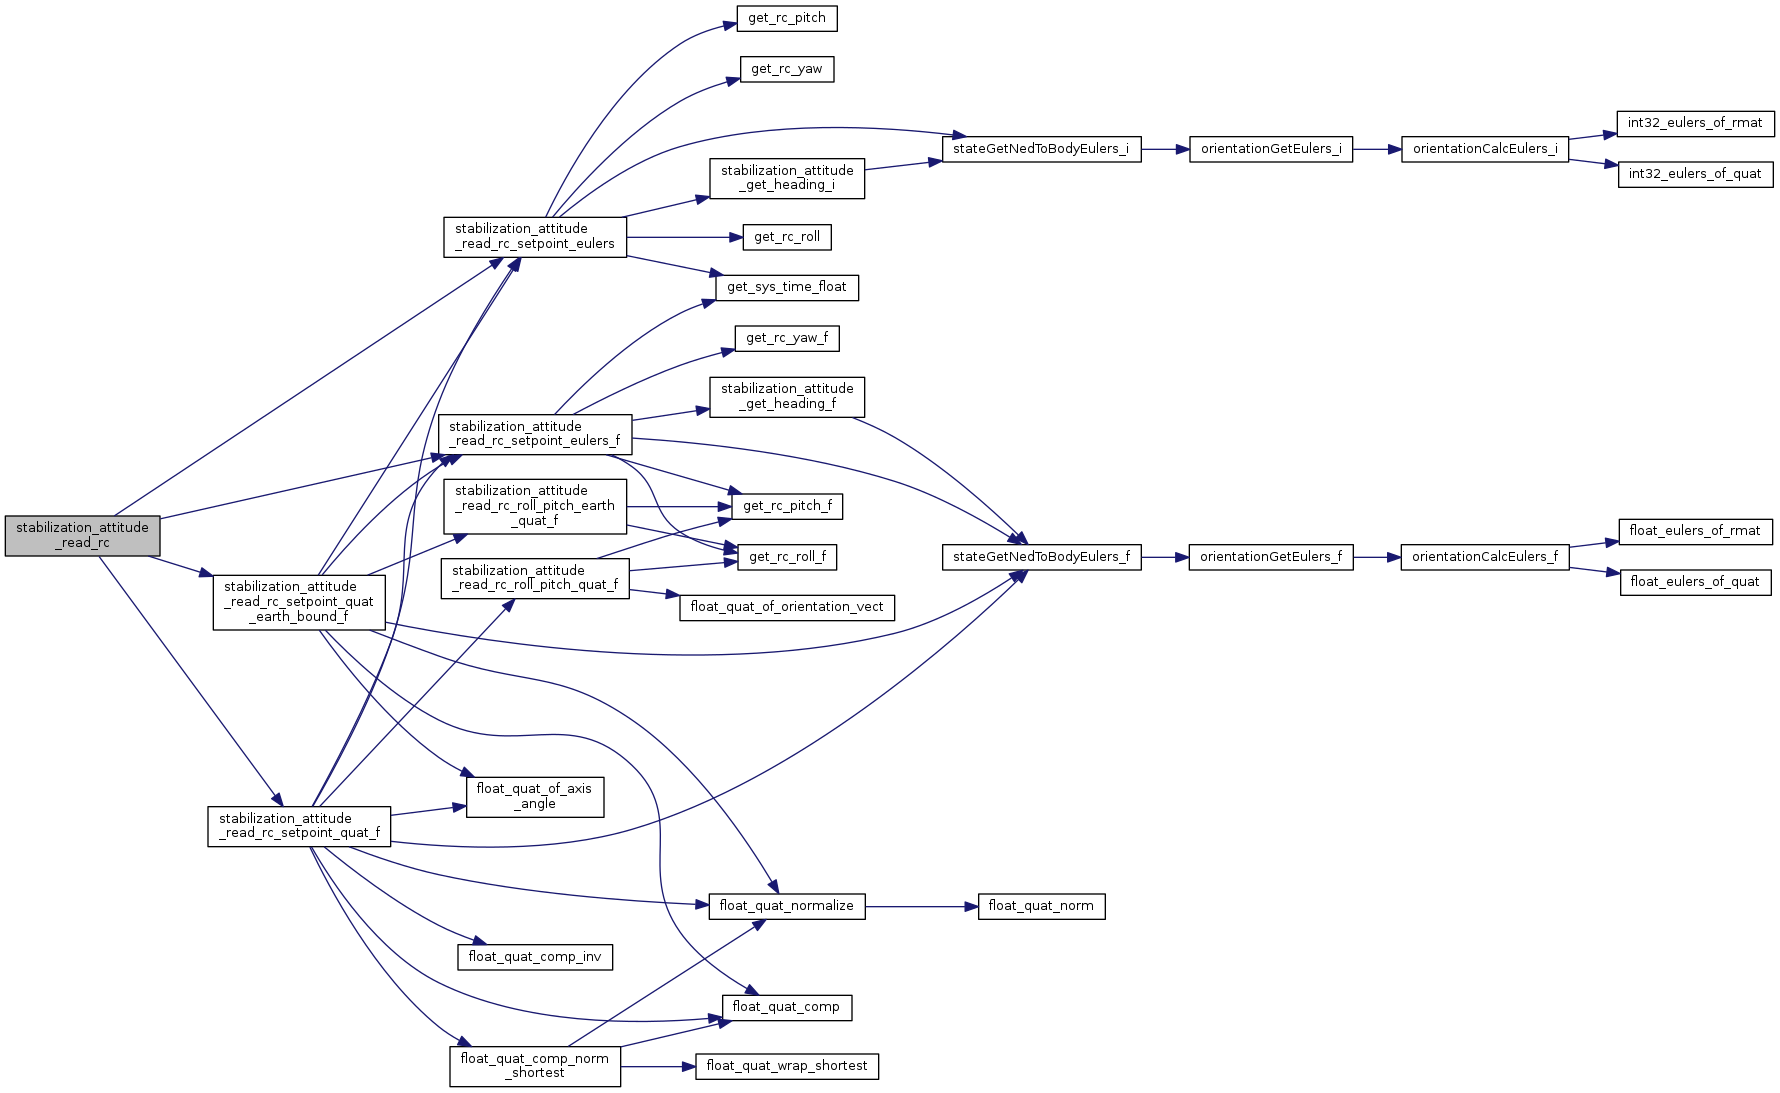 get_rc_pitch
get_rc_yaw
int32_eulers_of_rmat
stateGetNedToBodyEulers_i
orientationGetEulers_i
orientationCalcEulers_i
int32_eulers_of_quat
stabilization_attitude
_get_heading_i
stabilization_attitude
_read_rc_setpoint_eulers
get_rc_roll
get_sys_time_float
get_rc_yaw_f
stabilization_attitude
_get_heading_f
stabilization_attitude
_read_rc_setpoint_eulers_f
stabilization_attitude
_read_rc_roll_pitch_earth
_quat_f
get_rc_pitch_f
stabilization_attitude
_read_rc
get_rc_roll_f
stateGetNedToBodyEulers_f
orientationGetEulers_f
orientationCalcEulers_f
float_eulers_of_rmat
float_eulers_of_quat
stabilization_attitude
_read_rc_roll_pitch_quat_f
stabilization_attitude
_read_rc_setpoint_quat
_earth_bound_f
float_quat_of_orientation_vect
float_quat_of_axis
_angle
stabilization_attitude
_read_rc_setpoint_quat_f
float_quat_normalize
float_quat_norm
float_quat_comp_inv
float_quat_comp
float_quat_comp_norm
_shortest
float_quat_wrap_shortest